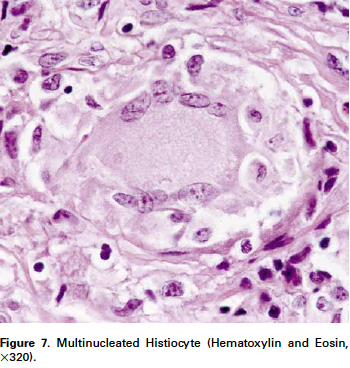 Figure 7. Multinucleated Histiocyte (Hematoxylin and Eosin,
×320).